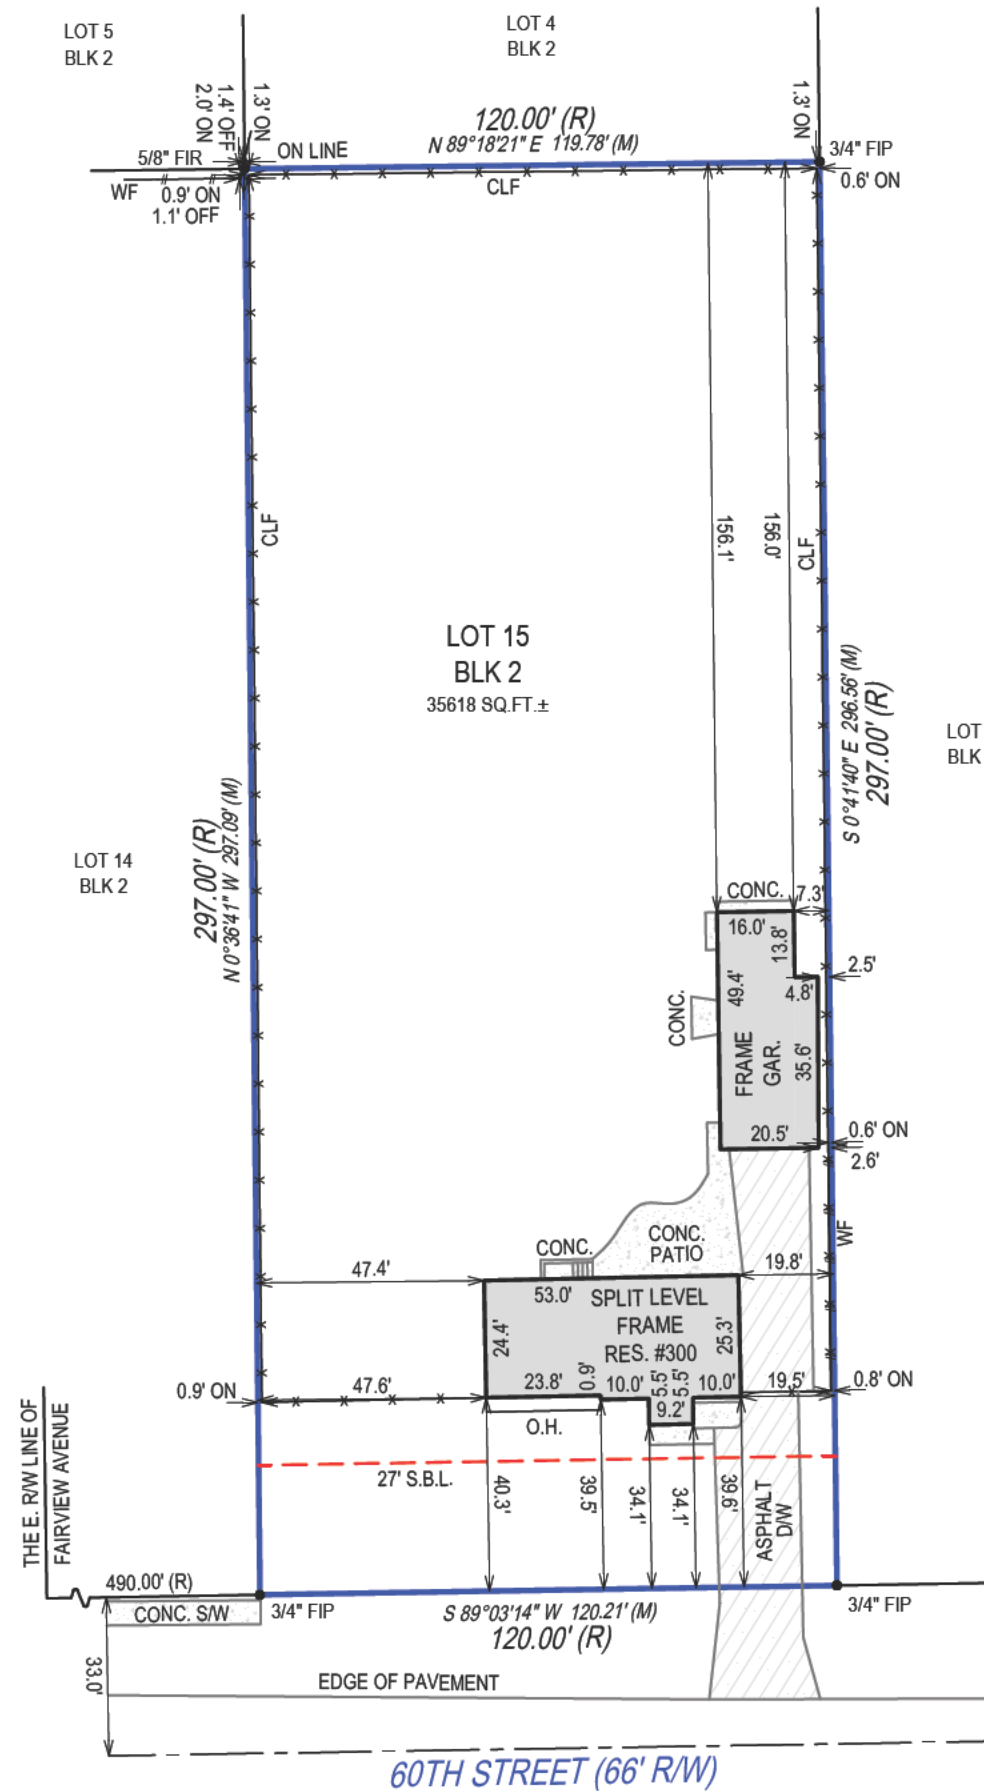 LOT 5
BLK 2
LOT 4
BLK 2
2.0' ON
1.4' OFF
1.3' ON
1.3' ON
120.00' (R)
N 89°18'21" E 119.78' (M)
5/8" FIR
ON LINE
3/4" FIP
WF
0.9' ON
1.1' OFF
CLF
0.6' ON
CLF
156.1'
156.0'
CLF
LOT 15
BLK 2
35618 SQ.FT.±
S 0°41'40" E 296.56' (M)
297.00' (R)
LOT
BLK
297.00' (R)
N 0°36'41" W 297.09' (M)
LOT 14
BLK 2
CONC.
7.3'
16.0'
13.8'
2.5'
49.4'
4.8'
CONC.
FRAME
GAR.
35.6'
20.5'
0.6' ON
2.6'
WF
CONC.
CONC.
PATIO
47.4'
19.8'
53.0'
SPLIT LEVEL
FRAME
RES. #300
24.4'
25.3'
0.9' ON
47.6'
23.8'
0.9'
10.0'
5.5'
5.5'
10.0'
19.5'
0.8' ON
9.2'
O.H.
27' S.B.L.
40.3'
39.5'
34.1'
34.1'
39.6'
ASPHALT
D/W
THE E. R/W LINE OF
FAIRVIEW AVENUE
490.00' (R)
CONC. S/W
3/4" FIP
S 89°03'14" W 120.21' (M)
120.00' (R)
3/4" FIP
33.0'
EDGE OF PAVEMENT
60TH STREET (66' R/W)